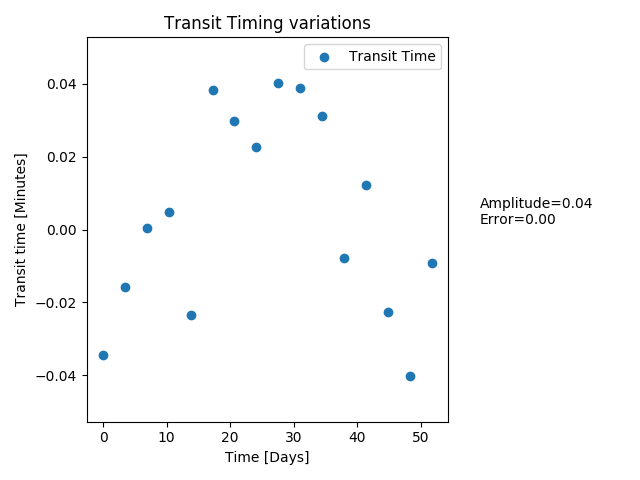 Transit Timing variations
Transit Time
0.04
0.02
0.00
−0.02
−0.04
Transit time [Minutes]
0 10 20 30 40 50
Time [Days]
Amplitude=0.04
Error=0.00